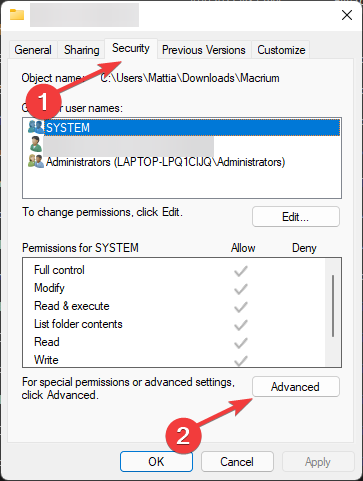 General Sharing Security Previous Versions Customize
Object name: C:\Users\Mattia\Downloads\Macrium
1
user names:
SYSTEM
Administrators (LAPTOP-LPQ1CIJQ\Administrators)
To change permissions, click Edit.
Edit...
Permissions for SYSTEM Allow Deny
Full control
Modify
Read & execute
List folder contents
Read
Write
For special permissions or advanced settings,
click Advanced.
Advanced
2
OK Cancel Apply